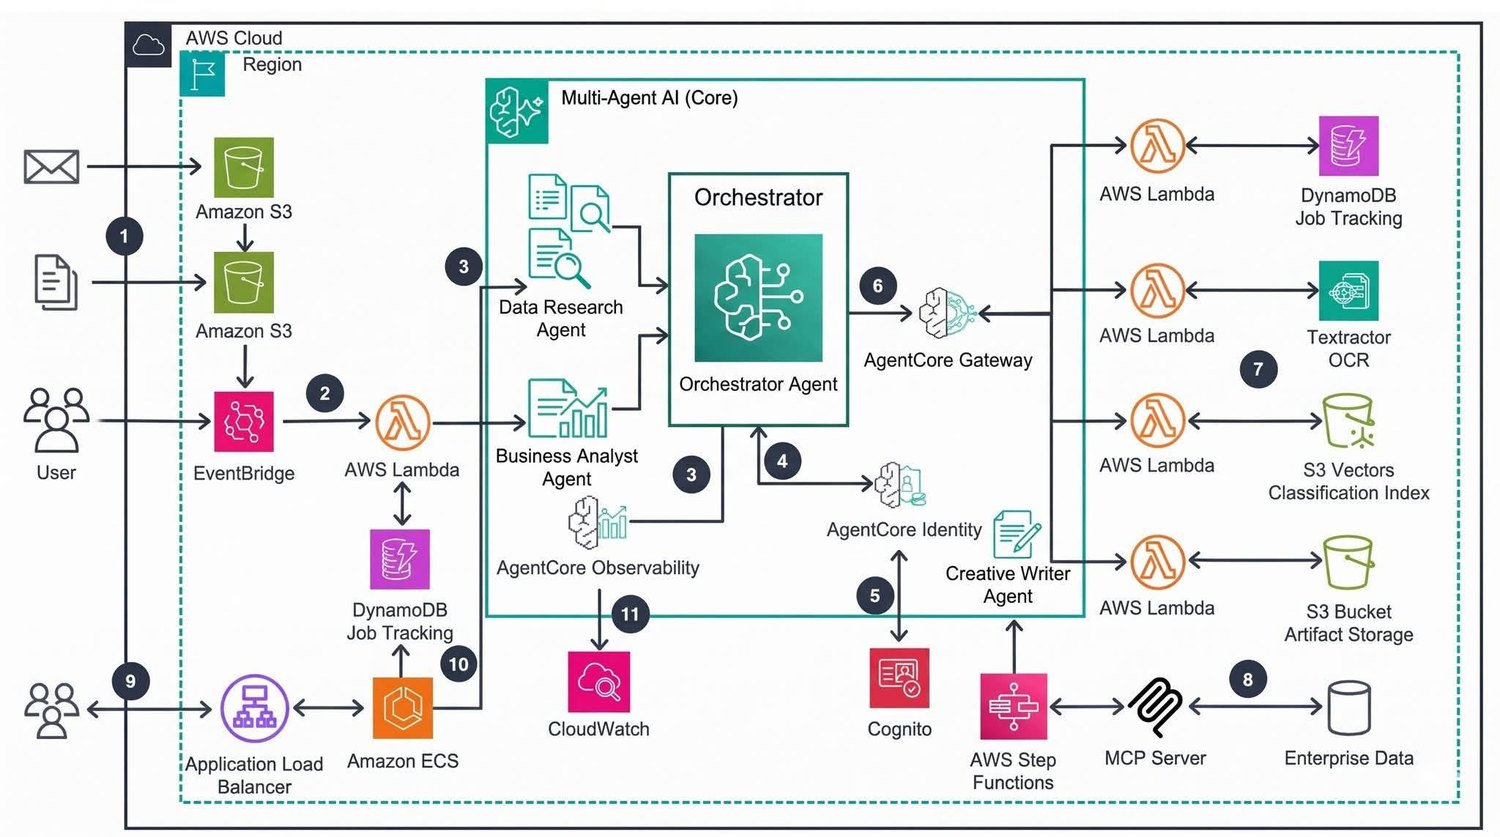 AWS Cloud
Region
Multi-Agent AI (Core)
1
Amazon S3
Amazon S3
User
EventBridge
2
AWS Lambda
DynamoDB
Job Tracking
9
Application Load
Balancer
Amazon ECS
10
3
Data Research
Agent
Business Analyst
Agent
AgentCore Observability
11
CloudWatch
Orchestrator
Orchestrator Agent
3
4
6
AgentCore Gateway
AgentCore Identity
5
Cognito
Creative Writer
Agent
AWS Step
Functions
MCP Server
8
Enterprise Data
AWS Lambda
DynamoDB
Job Tracking
AWS Lambda
Textractor
OCR
7
AWS Lambda
S3 Vectors
Classification Index
AWS Lambda
S3 Bucket
Artifact Storage